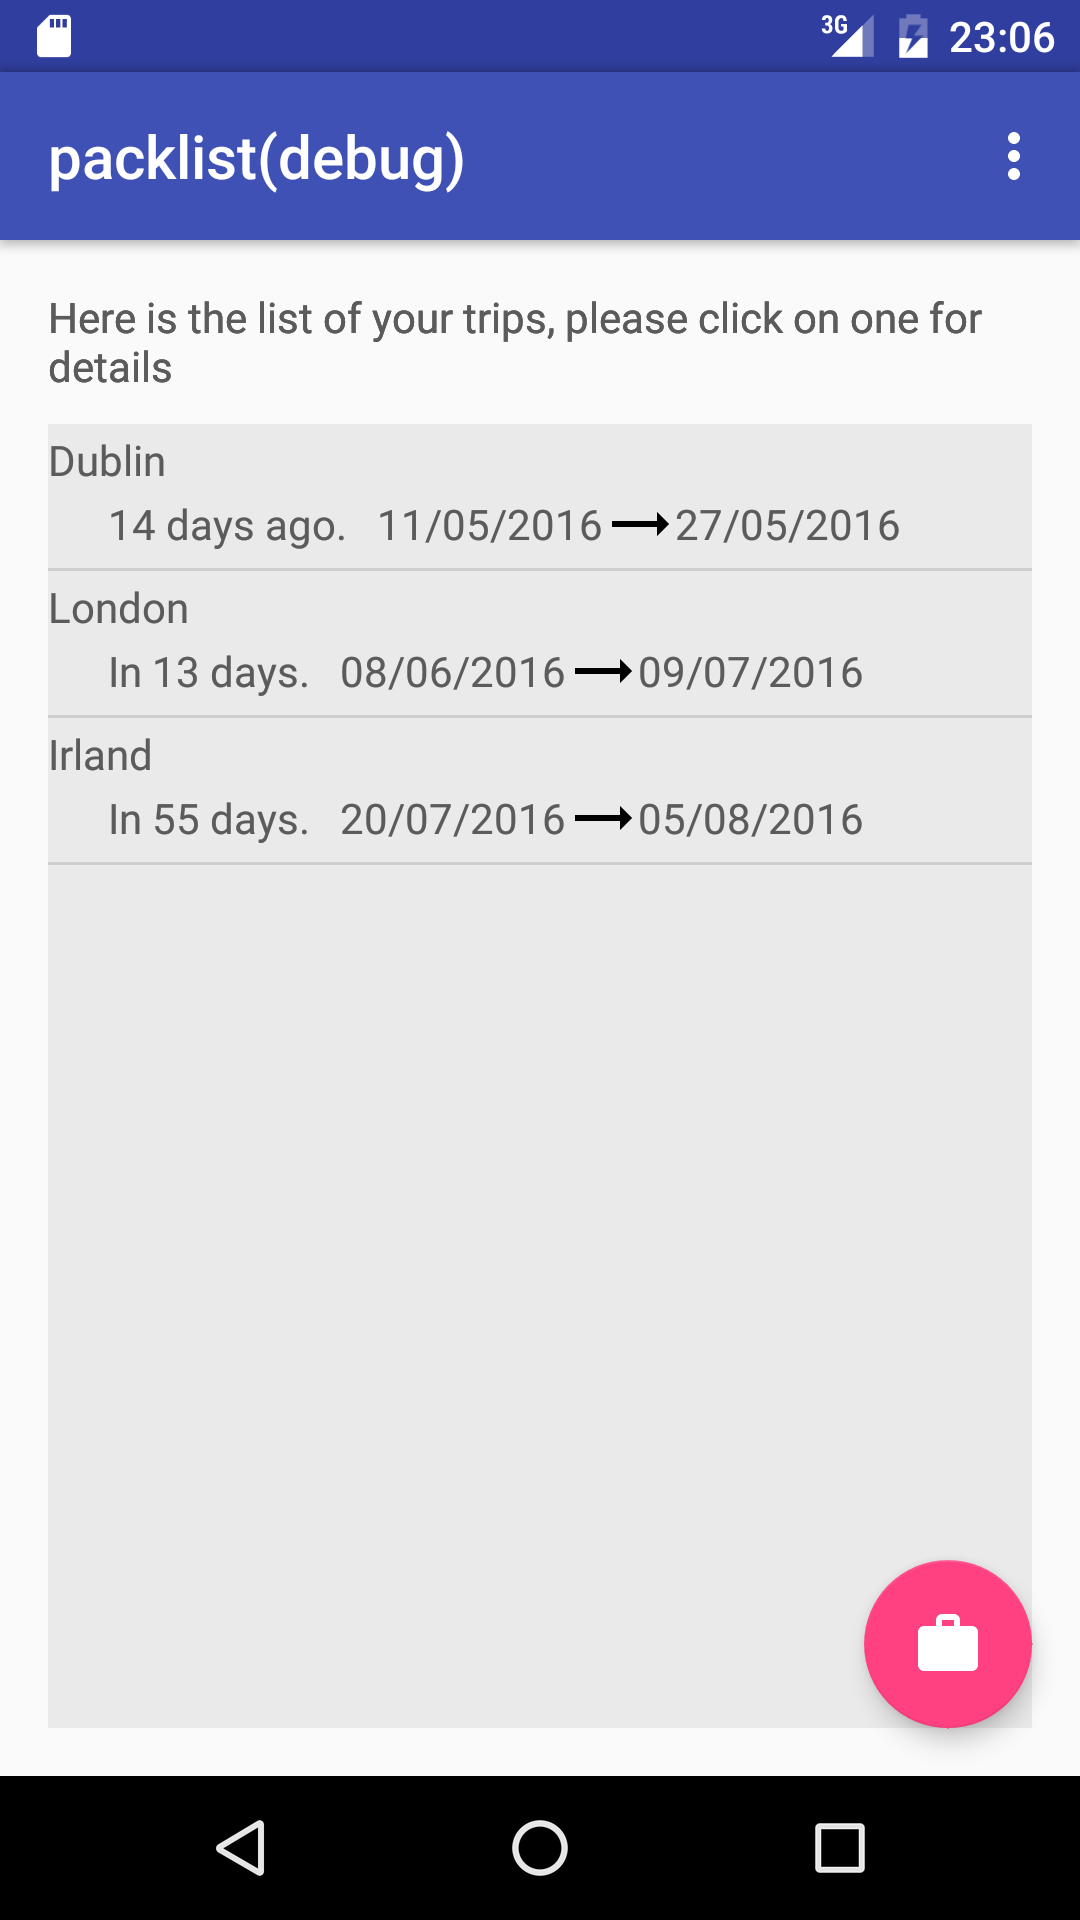 3G 23:06
packlist(debug)
Here is the list of your trips, please click on one for
details
Dublin
14 days ago. 11/05/2016 27/05/2016
London
In 13 days. 08/06/2016 09/07/2016
Irland
In 55 days. 20/07/2016 05/08/2016